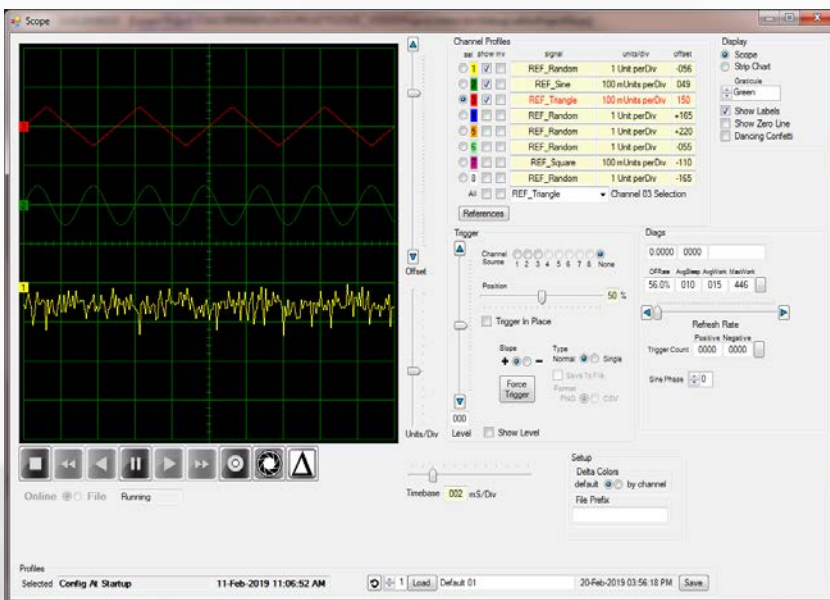 Scope
Channel Profiles
sel show inv signal units/div offset
1 REF_Random 1 Unit perDiv -056
REF_Sine 100 mUnits perDiv 049
REF_Triangle 100 mUnits perDiv 150
REF_Random 1 Unit perDiv +165
5 REF_Random 1 Unit perDiv +220
6 REF_Random 1 Unit perDiv -055
7 REF_Square 100 mUnits perDiv -110
8 REF_Random 1 Unit perDiv -165
All REF_Triangle Channel 03 Selection
References
Display
Scope
Strip Chart
Graticule
Green
Show Labels
Show Zero Line
Dancing Confetti
1
Offset
Units/Div
Trigger
Channel Source 1 2 3 4 5 6 7 8 None
Position
50 %
Trigger In Place
Slope
+ -
Type
Normal Single
Force Trigger
Save To File
Format
PNG CSV
000
Level
Show Level
Diags
0.0000 0000
OFRate AvgSleep AvgWork MaxWork
56.0% 010 015 446
Refresh Rate
Positive Negative
Trigger Count 0000 0000
Sine Phase 0
Online File Running
Timebase 002 mS/Div
Setup
Delta Colors
default by channel
File Prefix
Profiles
Selected Config At Startup 11-Feb-2019 11:06:52 AM 1 Load Default 01 20-Feb-2019 03:56:18 PM Save